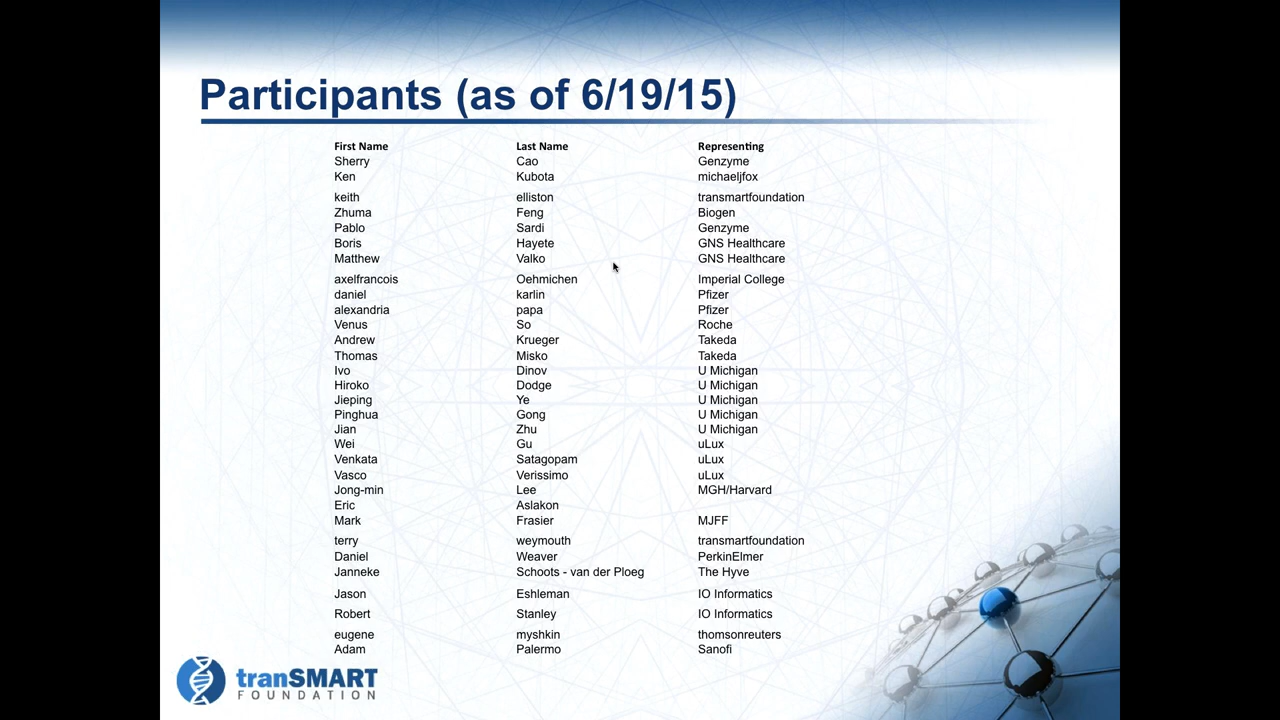 Participants (as of 6/19/15)
First Name Last Name Representing
Sherry Cao Genzyme
Ken Kubota michaeljfox
keith elliston transmartfoundation
Zhuma Feng Biogen
Pablo Sardi Genzyme
Boris Hayete GNS Healthcare
Matthew Valko GNS Healthcare
axelfrancois Oehmichen Imperial College
daniel karlin Pfizer
alexandria papa Pfizer
Venus So Roche
Andrew Krueger Takeda
Thomas Misko Takeda
Ivo Dinov U Michigan
Hiroko Dodge U Michigan
Jieping Ye U Michigan
Pinghua Gong U Michigan
Jian Zhu U Michigan
Wei Gu uLux
Venkata Satagopam uLux
Vasco Verissimo uLux
Jong-min Lee MGH/Harvard
Eric Aslakon
Mark Frasier MJFF
terry weymouth transmartfoundation
Daniel Weaver PerkinElmer
Janneke Schoots - van der Ploeg The Hyve
Jason Eshleman IO Informatics
Robert Stanley IO Informatics
eugene myshkin thomsonreuters
Adam Palermo Sanofi
tranSMART
FOUNDATION